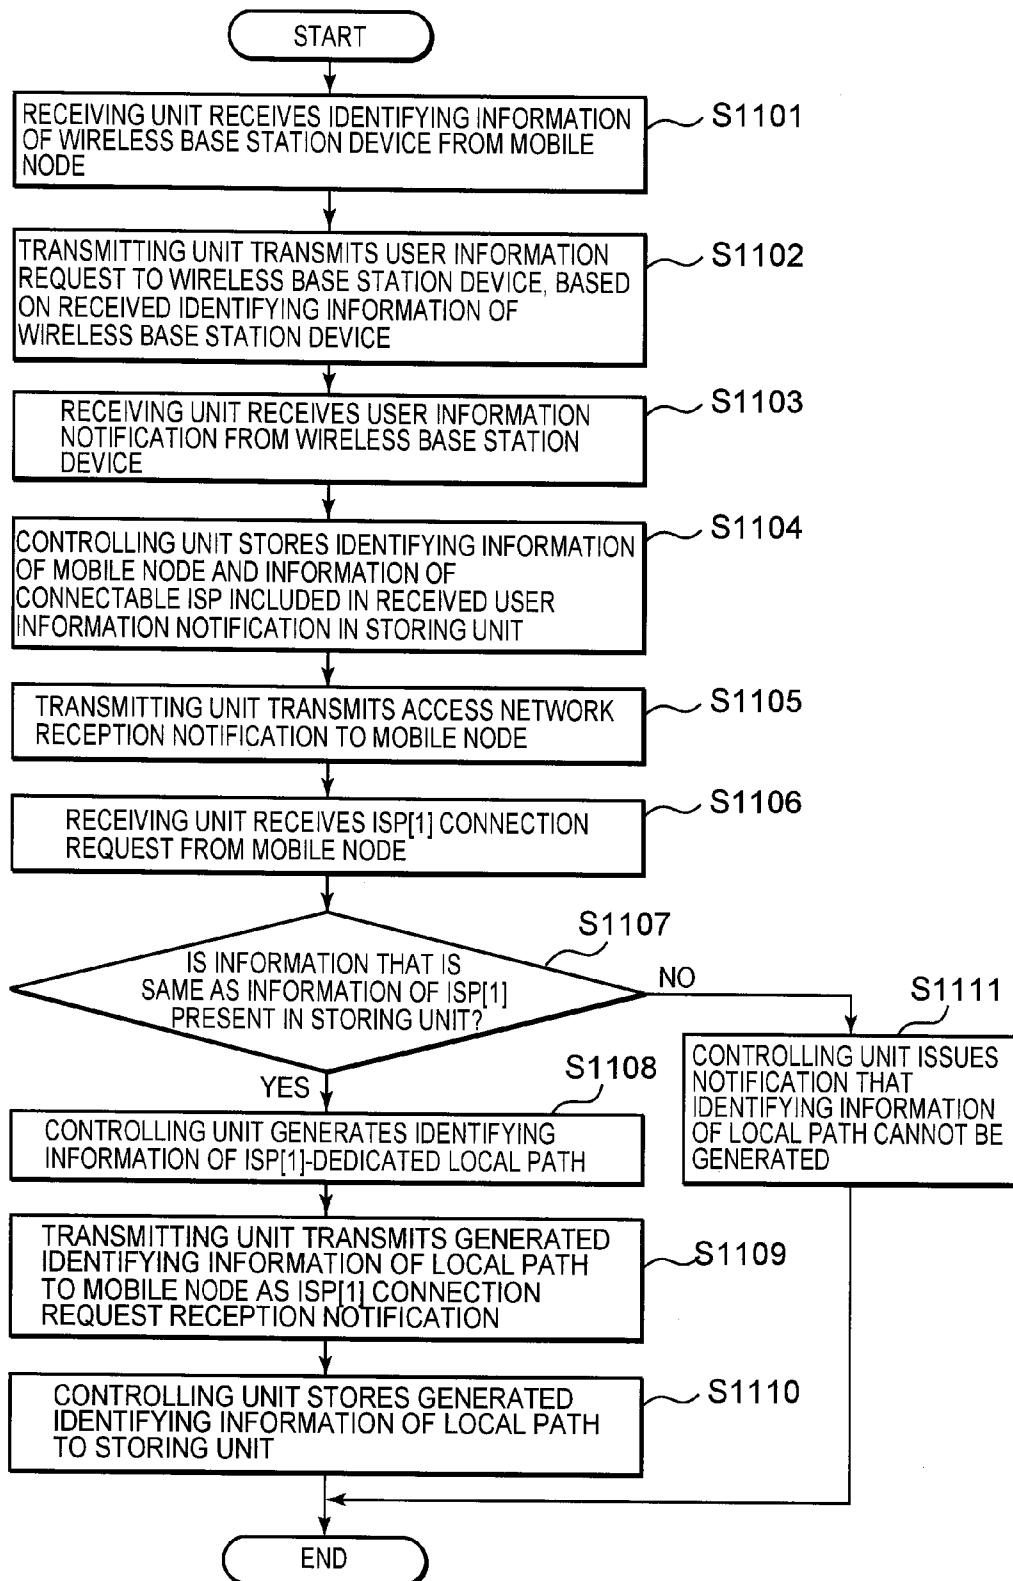 START
RECEIVING UNIT RECEIVES IDENTIFYING INFORMATION
OF WIRELESS BASE STATION DEVICE FROM MOBILE
NODE
S1101
TRANSMITTING UNIT TRANSMITS USER INFORMATION
REQUEST TO WIRELESS BASE STATION DEVICE, BASED
ON RECEIVED IDENTIFYING INFORMATION OF
WIRELESS BASE STATION DEVICE
S1102
RECEIVING UNIT RECEIVES USER INFORMATION
NOTIFICATION FROM WIRELESS BASE STATION
DEVICE
S1103
CONTROLLING UNIT STORES IDENTIFYING INFORMATION
OF MOBILE NODE AND INFORMATION OF
CONNECTABLE ISP INCLUDED IN RECEIVED USER
INFORMATION NOTIFICATION IN STORING UNIT
S1104
TRANSMITTING UNIT TRANSMITS ACCESS NETWORK
RECEPTION NOTIFICATION TO MOBILE NODE
S1105
RECEIVING UNIT RECEIVES ISP[1] CONNECTION
REQUEST FROM MOBILE NODE
S1106
IS INFORMATION THAT IS
SAME AS INFORMATION OF ISP[1]
PRESENT IN STORING UNIT?
S1107
NO
S1111
CONTROLLING UNIT ISSUES
NOTIFICATION THAT
IDENTIFYING INFORMATION
OF LOCAL PATH CANNOT BE
GENERATED
YES
S1108
CONTROLLING UNIT GENERATES IDENTIFYING
INFORMATION OF ISP[1]-DEDICATED LOCAL PATH
TRANSMITTING UNIT TRANSMITS GENERATED
IDENTIFYING INFORMATION OF LOCAL PATH
TO MOBILE NODE AS ISP[1] CONNECTION
REQUEST RECEPTION NOTIFICATION
S1109
CONTROLLING UNIT STORES GENERATED
IDENTIFYING INFORMATION OF LOCAL PATH
TO STORING UNIT
S1110
END